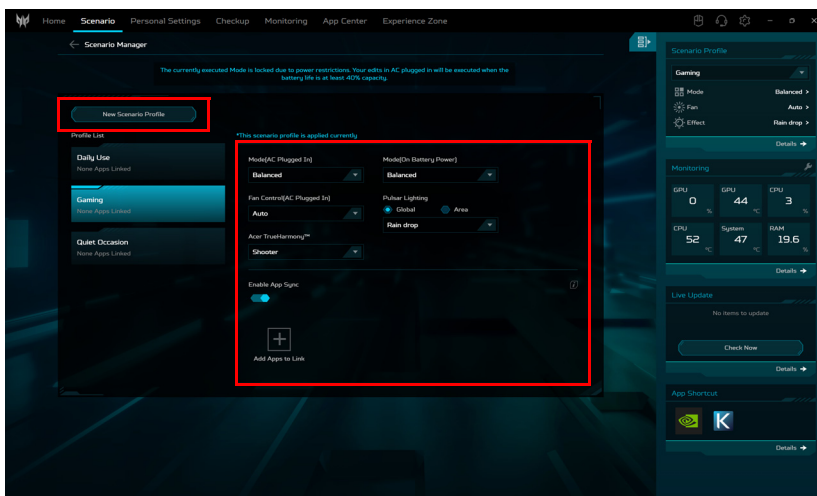 Home Scenario Personal Settings Checkup Monitoring App Center Experience Zone
Scenario Manager
The currently executed Mode is locked due to power restrictions. Your edits in AC plugged in will be executed when the
battery life is at least 40% capacity.
New Scenario Profile
Profile List
Daily Use
None Apps Linked
Gaming
None Apps Linked
Quiet Occasion
None Apps Linked
*This scenario profile is applied currently
Mode(AC Plugged In)
Balanced
Mode(On Battery Power)
Balanced
Fan Control(AC Plugged In)
Auto
Pulsar Lighting
Global Area
Rain drop
Acer TrueHarmony™
Shooter
Enable App Sync
Add Apps to Link
Scenario Profile
Gaming
Mode Balanced >
Fan Auto >
Effect Rain drop >
Details
Monitoring
GPU 0 %
GPU 44 °C
CPU 3 %
CPU 52 °C
System 47 °C
RAM 19.6 %
Details
Live Update
No items to update
Check Now
Details
App Shortcut
K
Details